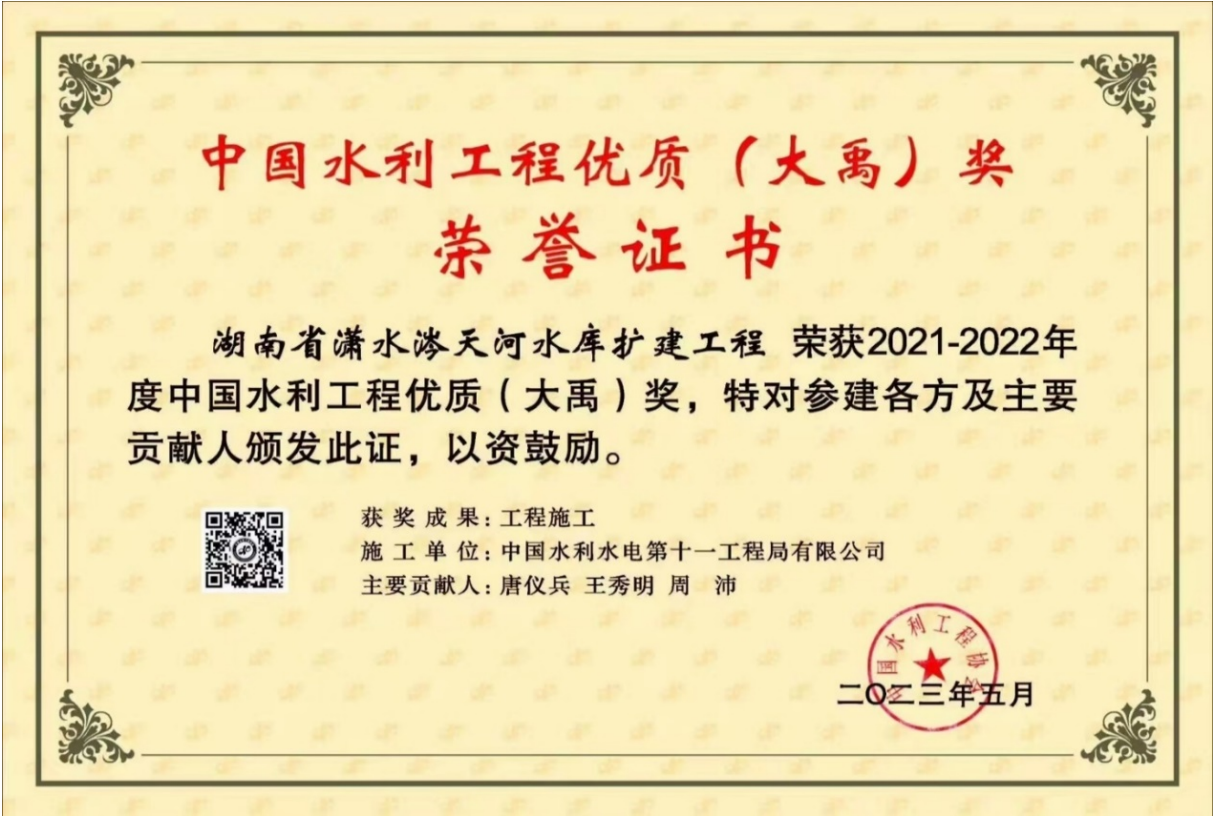 中国水利工程优质（大禹）奖
荣誉证书
湖南省潇水涔天河水库扩建工程 荣获2021-2022年
度中国水利工程优质（大禹）奖，特对参建各方及主要
贡献人颁发此证，以资鼓励。
获奖成果：工程施工
施工单位：中国水利水电第十一工程局有限公司
主要贡献人：唐仪兵 王秀明 周 沛
中国水利工程协会
二〇二三年五月